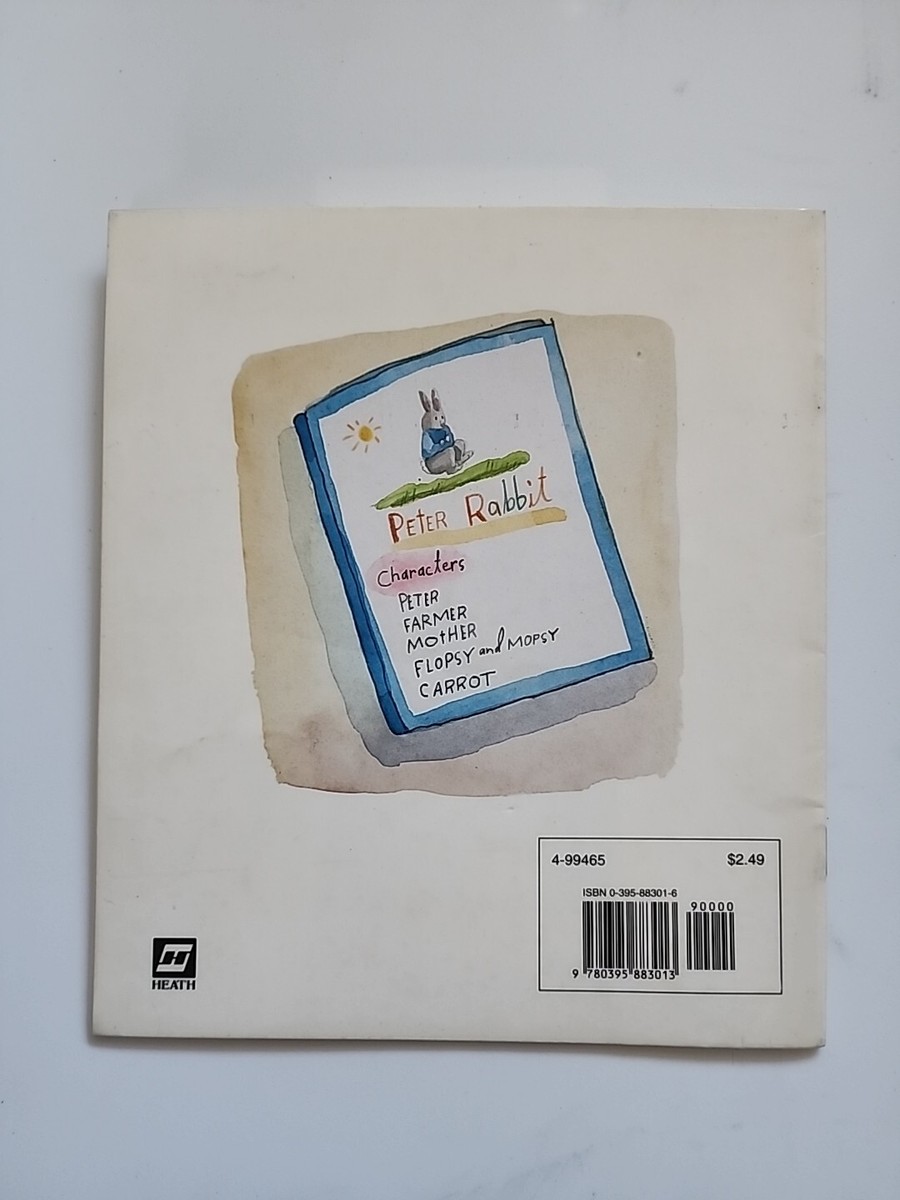 Peter Rabbit
Characters
PETER
FARMER
MOTHER
FLOPSY and MOPSY
CARROT
4-99465 $2.49
ISBN 0-395-88301-6
90000
9 780395 883013
H
HEATH